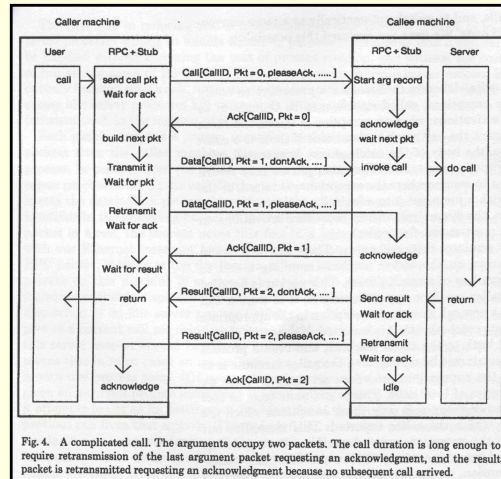 Caller machine Callee machine
User RPC + Stub RPC + Stub Server
call send call pkt Call[CallID, Pkt = 0, pleaseAck, .... ] Start arg record
Wait for ack
Ack[CallID, Pkt = 0] acknowledge
build next pkt wait next pkt
Transmit it Data[CallID, Pkt = 1, dontAck, .... ] invoke call do call
Wait for pkt
Retransmit Data[CallID, Pkt = 1, pleaseAck, .... ]
Wait for ack
Ack[CallID, Pkt = 1] acknowledge
Wait for result
return Result[CallID, Pkt = 2, dontAck, .... ] Send result return
Wait for ack
Result[CallID, Pkt = 2, pleaseAck, .... ] Retransmit
Wait for ack
acknowledge Ack[CallID, Pkt = 2] Idle
Fig. 4. A complicated call. The arguments occupy two packets. The call duration is long enough to
require retransmission of the last argument packet requesting an acknowledgment, and the result
packet is retransmitted requesting an acknowledgment because no subsequent call arrived.